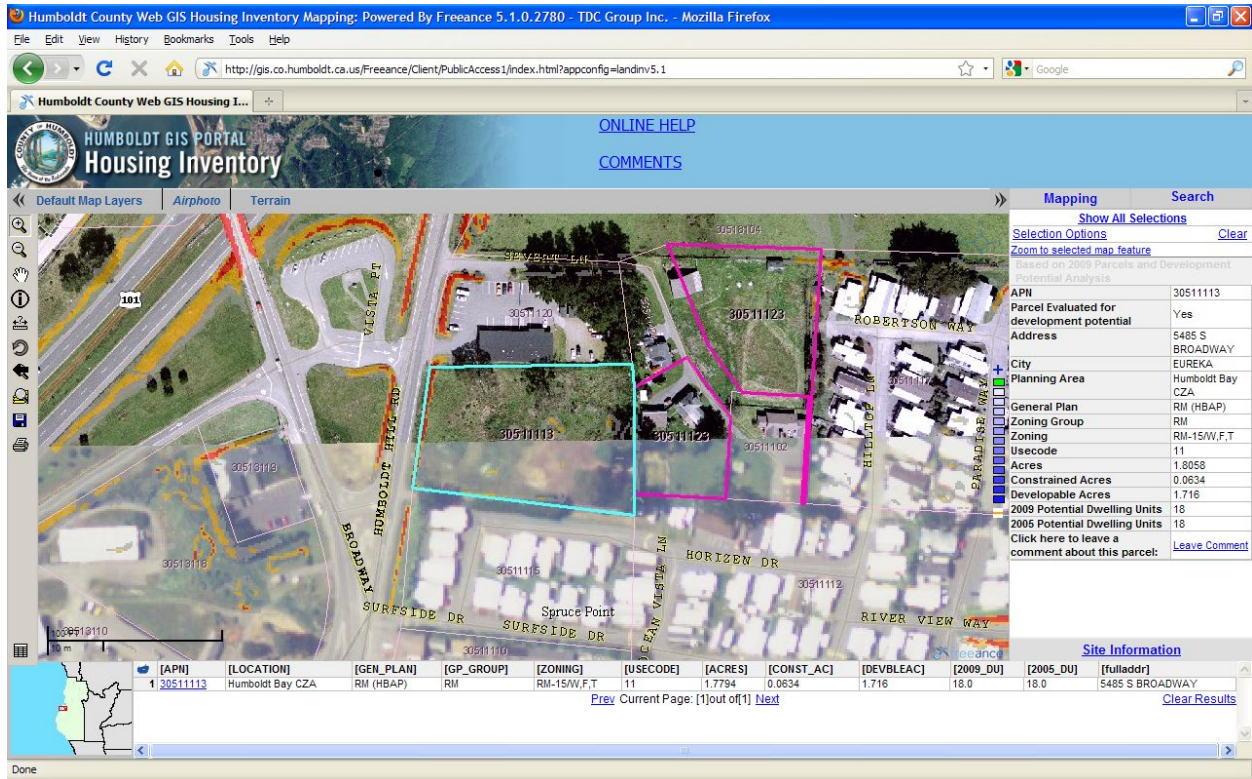 Humboldt County Web GIS Housing Inventory Mapping: Powered By Freeance 5.1.0.2780 - TDC Group Inc. - Mozilla Firefox
File Edit View History Bookmarks Tools Help
http://gis.co.humboldt.ca.us/Freeance/Client/PublicAccess1/index.html?appconfig=landinv5.1
Google
Humboldt County Web GIS Housing I...
HUMBOLDT GIS PORTAL
Housing Inventory
ONLINE HELP
COMMENTS
Default Map Layers Airphoto Terrain
Mapping Search
Show All Selections
Selection Options Clear
Zoom to selected map feature
Based on 2009 Parcels and Development
Potential Analysis
APN 30511113
Parcel Evaluated for
development potential Yes
Address 5485 S
BROADWAY
City EUREKA
Planning Area Humboldt Bay
CZA
General Plan RM (HBAP)
Zoning Group RM
Zoning RM-15/W,F,T
Usecode 11
Acres 1.8058
Constrained Acres 0.0634
Developable Acres 1.716
2009 Potential Dwelling Units 18
2005 Potential Dwelling Units 18
Click here to leave a
comment about this parcel: Leave Comment
Site Information
30518104
101
VISTA PT
30511120
30511123
ROBERTSON WAY
HUMBOLDT HILL RD
30511113
30511123
30511102
HILLTOP LN
PARADISE WAY
30513119
BROADWAY
HORIZEN DR
30513118
30511115
30511112
Spruce Point
SURFSIDE DR
SURFSIDE DR
RIVER VIEW WAY
30511110
10 m
freeance
[APN] [LOCATION] [GEN_PLAN] [GP_GROUP] [ZONING] [USECODE] [ACRES] [CONST_AC] [DEVBLEAC] [2009_DU] [2005_DU] [fulladdr]
1 30511113 Humboldt Bay CZA RM (HBAP) RM RM-15/W,F,T 11 1.7794 0.0634 1.716 18.0 18.0 5485 S BROADWAY
Prev Current Page: [1]out of[1] Next
Clear Results
Done